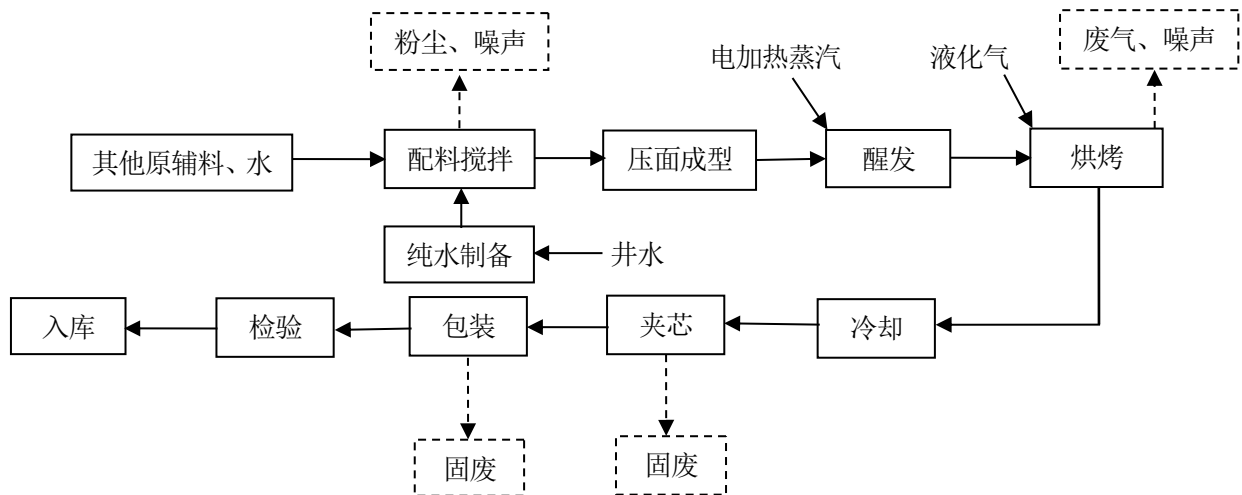 粉尘、噪声
废气、噪声
电加热蒸汽
液化气
其他原辅料、水
配料搅拌
压面成型
醒发
烘烤
纯水制备
井水
入库
检验
包装
夹芯
冷却
固废
固废